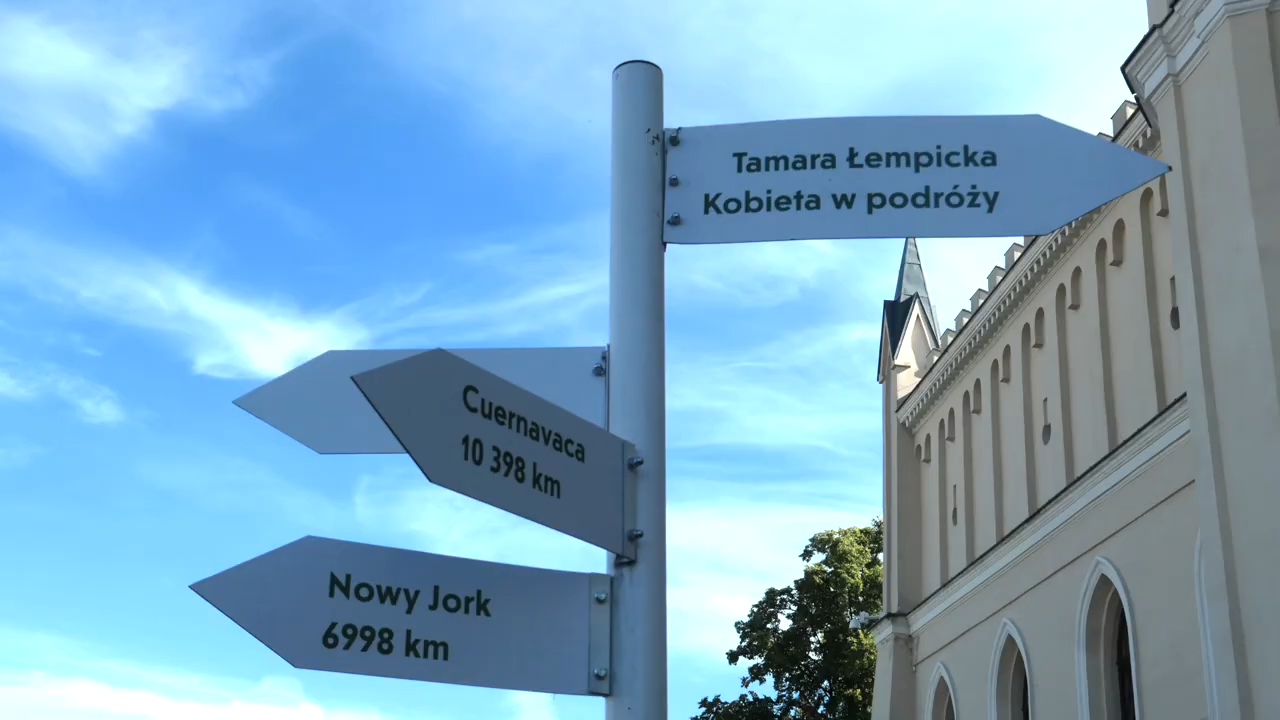 Tamara Łempicka
Kobieta w podróży
Cuernavaca
10 398 km
Nowy Jork
6998 km